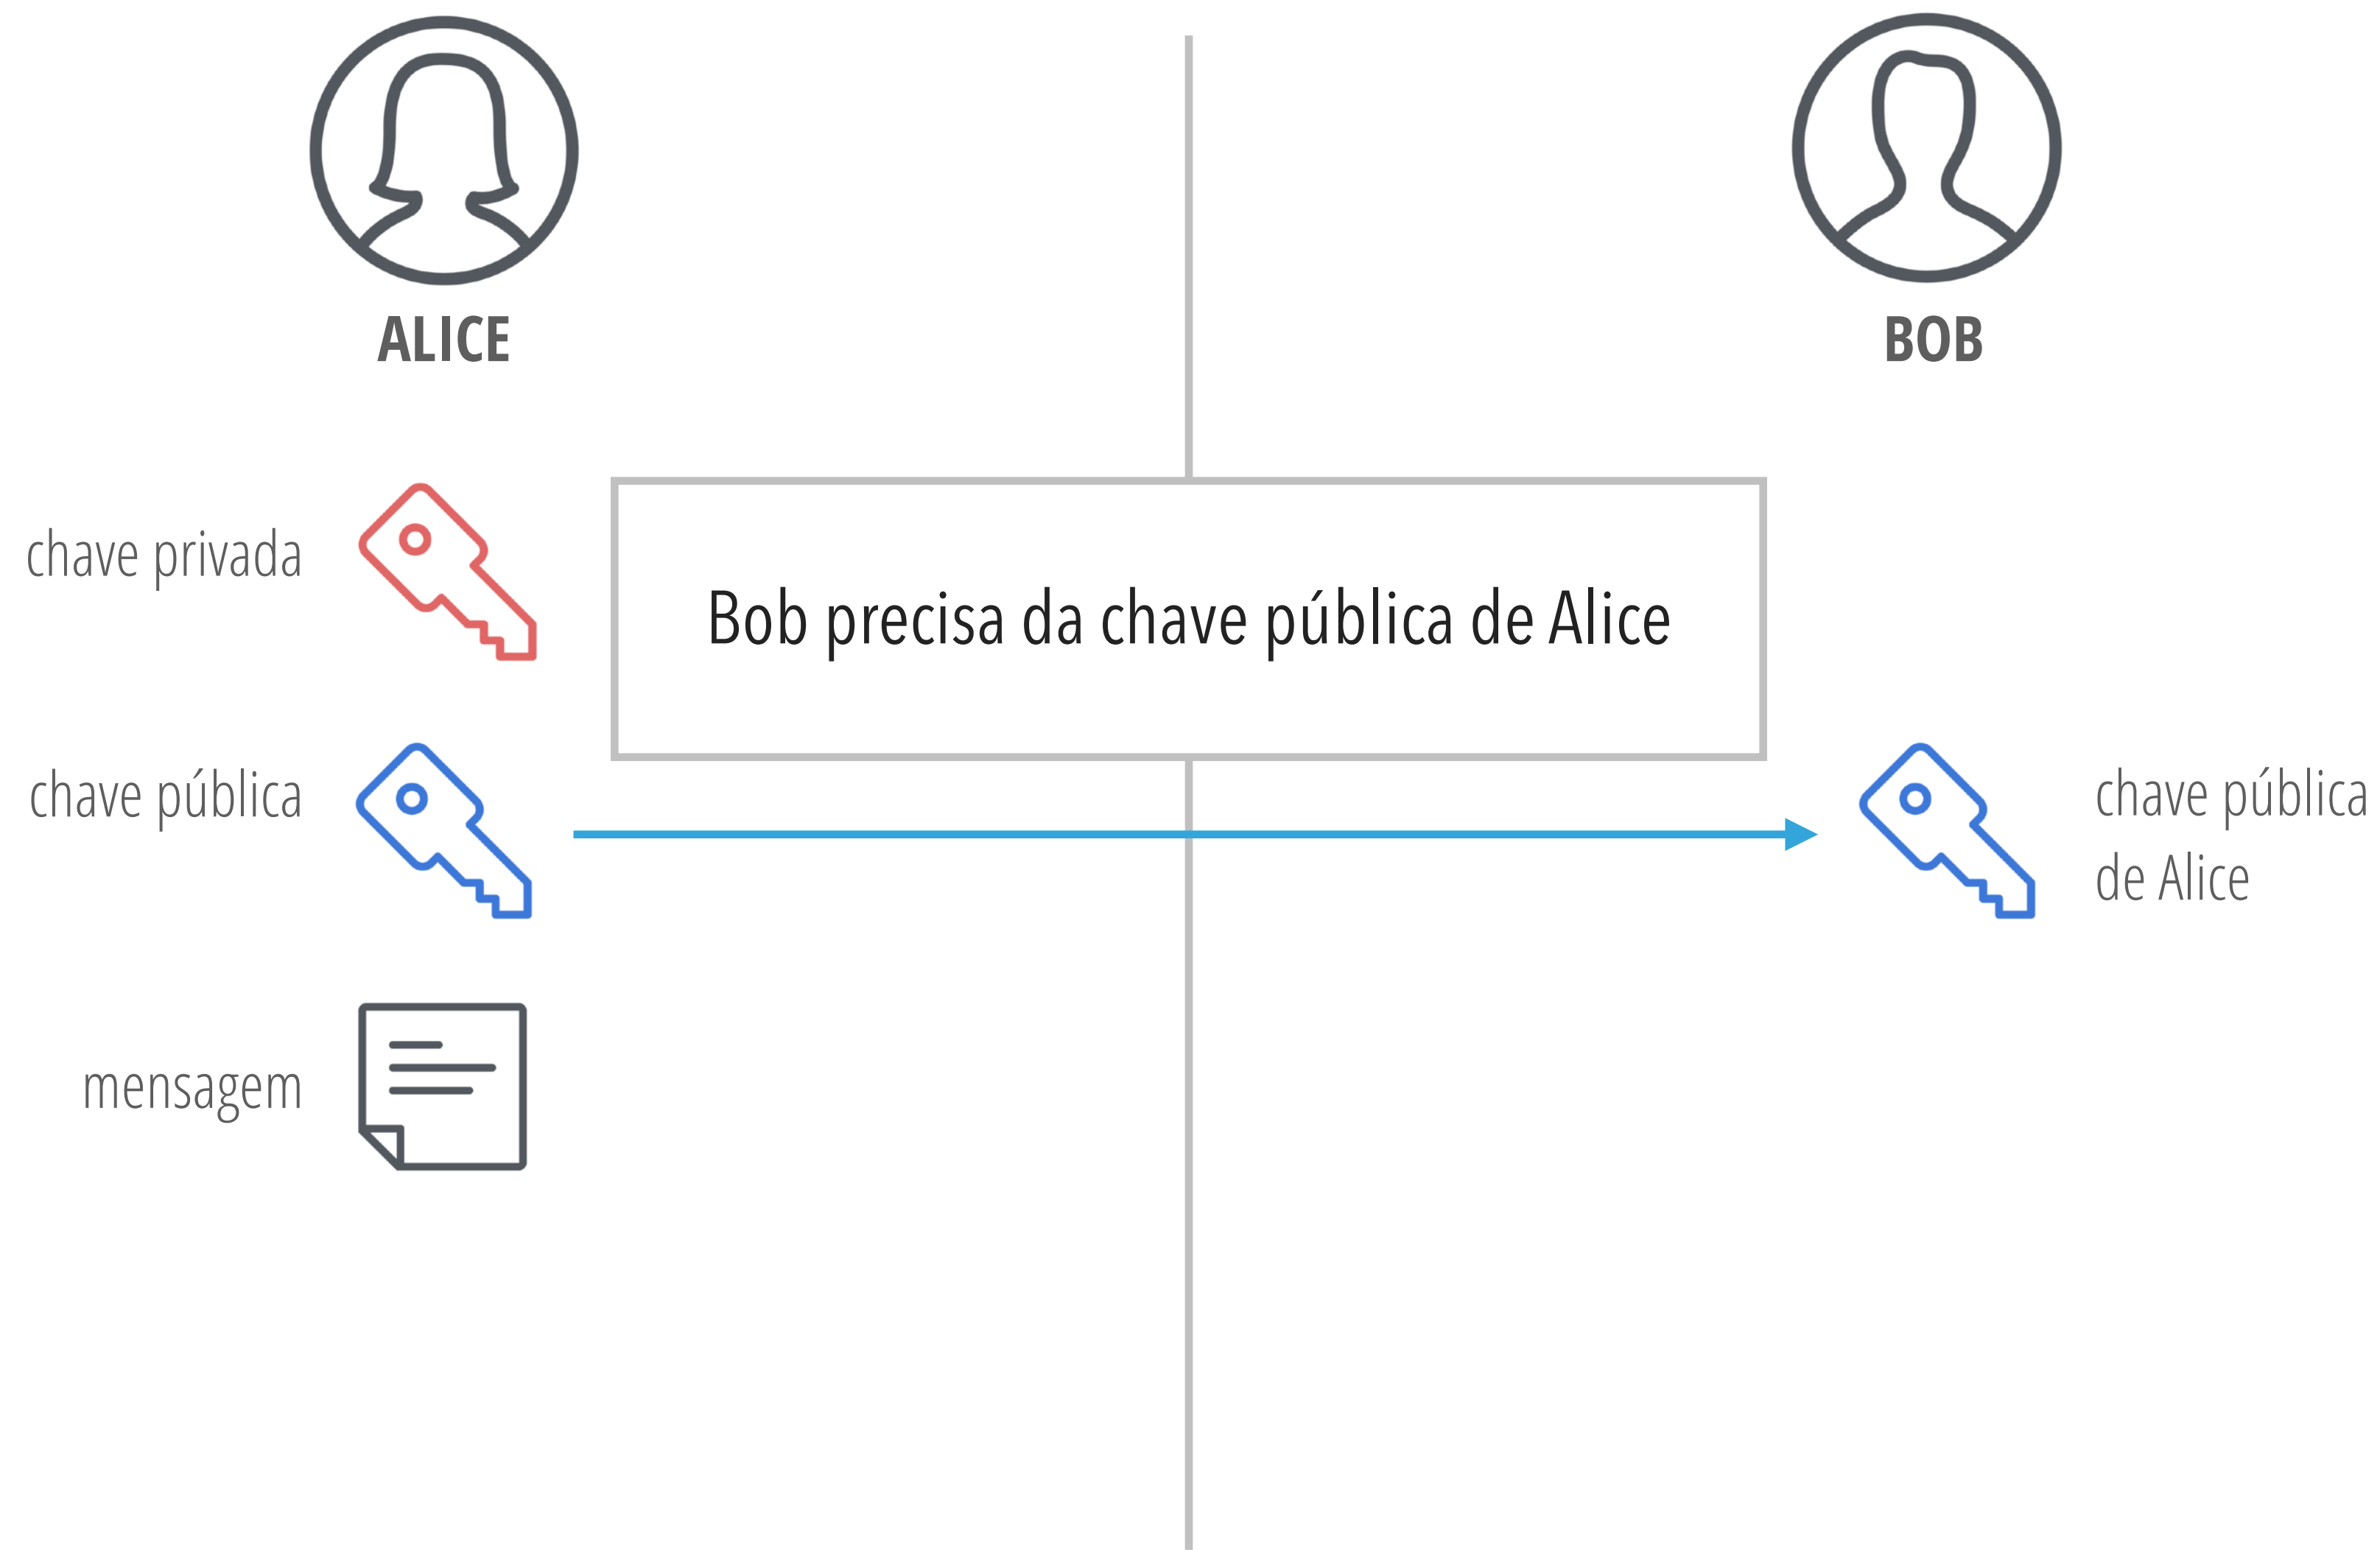 ALICE
BOB
chave privada
Bob precisa da chave pública de Alice
chave pública
chave pública
de Alice
mensagem